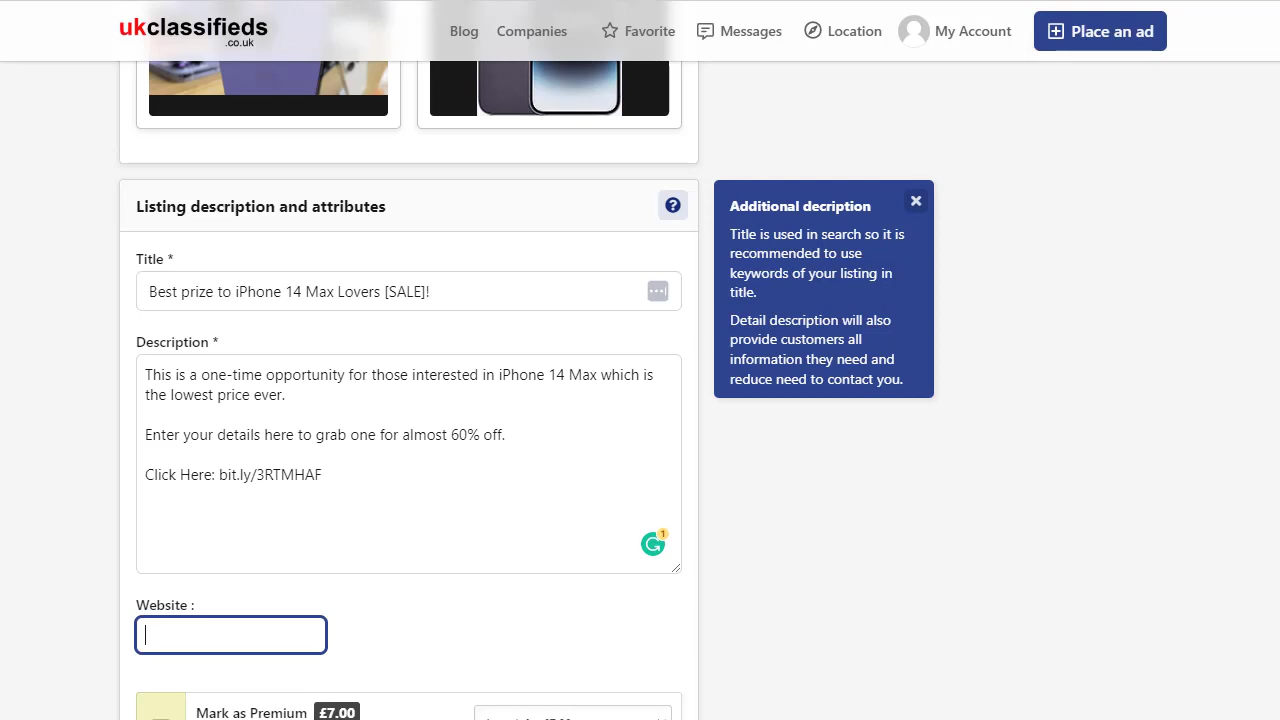 ukclassifieds
.co.uk
Blog
Companies
Favorite
Messages
Location
My Account
Place an ad
Listing description and attributes
?
Title *
Best prize to iPhone 14 Max Lovers [SALE]!
Description *
This is a one-time opportunity for those interested in iPhone 14 Max which is
the lowest price ever.
Enter your details here to grab one for almost 60% off.
Click Here: bit.ly/3RTMHAF
1
Website :
Mark as Premium £7.00
Additional decription
Title is used in search so it is
recommended to use
keywords of your listing in
title.
Detail description will also
provide customers all
information they need and
reduce need to contact you.